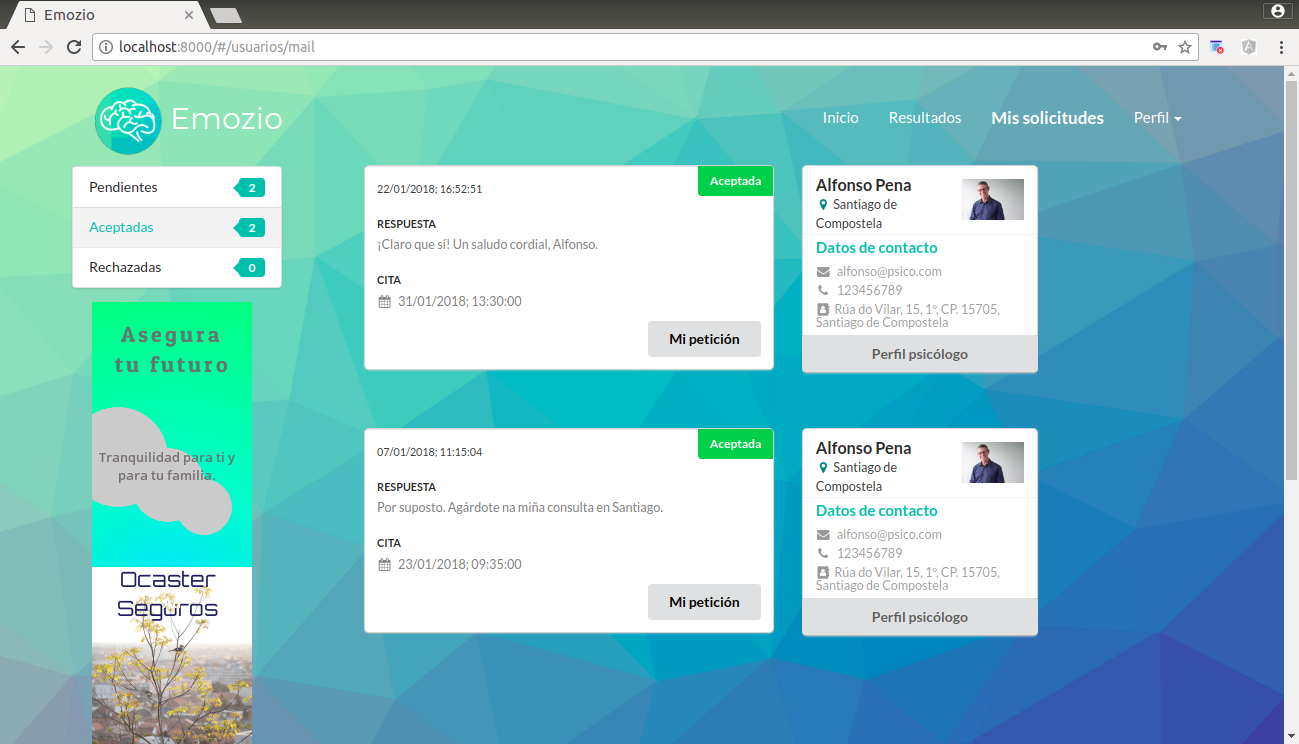 Emozio
localhost:8000/#/usuarios/mail
Emozio
Inicio
Resultados
Mis solicitudes
Perfil
Pendientes 2
Aceptadas 2
Rechazadas 0
Asegura
tu futuro
Tranquilidad para ti y
para tu familia.
Ocaster
Seguros
22/01/2018; 16:52:51
Aceptada
RESPUESTA
¡Claro que sí! Un saludo cordial, Alfonso.
CITA
31/01/2018; 13:30:00
Mi petición
Alfonso Pena
Santiago de
Compostela
Datos de contacto
alfonso@psico.com
123456789
Rúa do Vilar, 15, 1º, CP. 15705,
Santiago de Compostela
Perfil psicólogo
07/01/2018; 11:15:04
Aceptada
RESPUESTA
Por suposto. Agárdote na miña consulta en Santiago.
CITA
23/01/2018; 09:35:00
Mi petición
Alfonso Pena
Santiago de
Compostela
Datos de contacto
alfonso@psico.com
123456789
Rúa do Vilar, 15, 1º, CP. 15705,
Santiago de Compostela
Perfil psicólogo